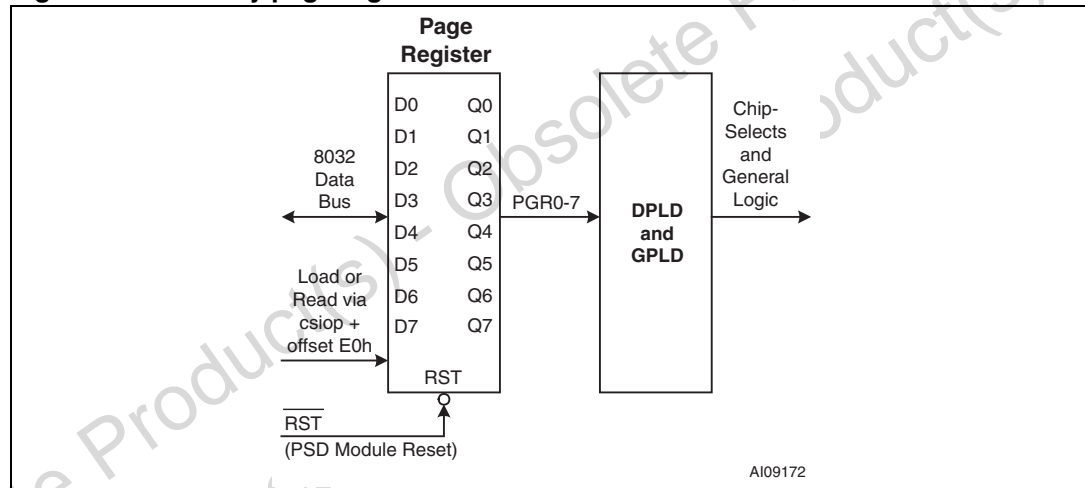 Page
Register
D0 Q0
D1 Q1
D2 Q2
D3 Q3
D4 Q4
D5 Q5
D6 Q6
D7 Q7
RST
8032
Data
Bus
Load or
Read via
csiop +
offset E0h
RST
(PSD Module Reset)
PGR0-7
DPLD
and
GPLD
Chip-
Selects
and
General
Logic
AI09172
Product(s) - Obsolete